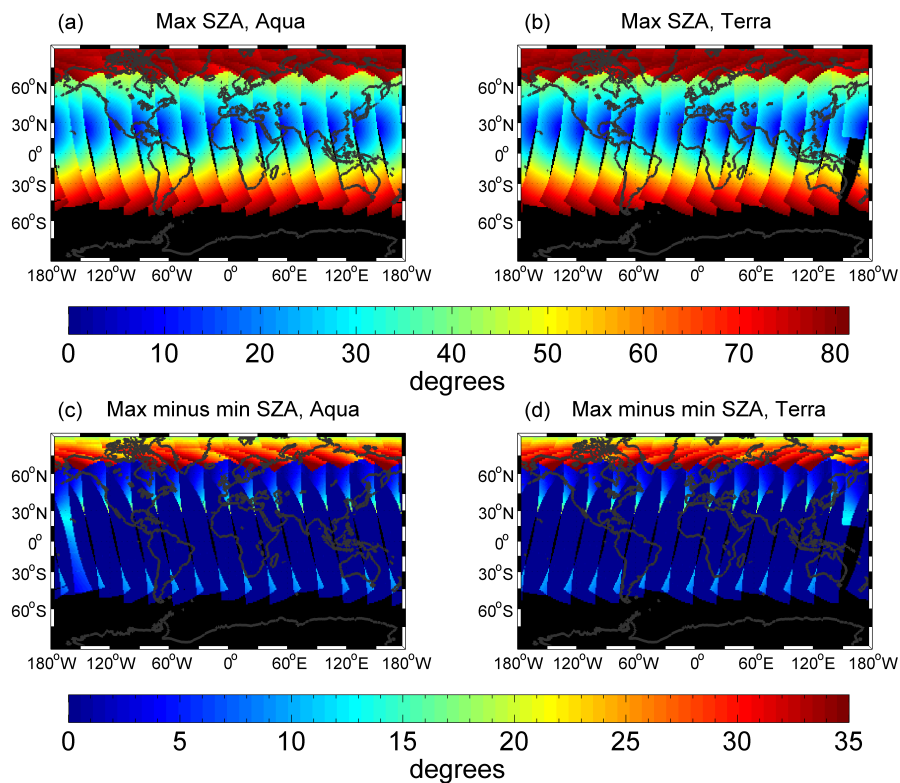 (a) Max SZA, Aqua
(b) Max SZA, Terra
60°N
30°N
0°
30°S
60°S
180°W 120°W 60°W 0° 60°E 120°E 180°W
60°N
30°N
0°
30°S
60°S
180°W 120°W 60°W 0° 60°E 120°E 180°W
0 10 20 30 40 50 60 70 80
degrees
(c) Max minus min SZA, Aqua
(d) Max minus min SZA, Terra
60°N
30°N
0°
30°S
60°S
180°W 120°W 60°W 0° 60°E 120°E 180°W
60°N
30°N
0°
30°S
60°S
180°W 120°W 60°W 0° 60°E 120°E 180°W
0 5 10 15 20 25 30 35
degrees